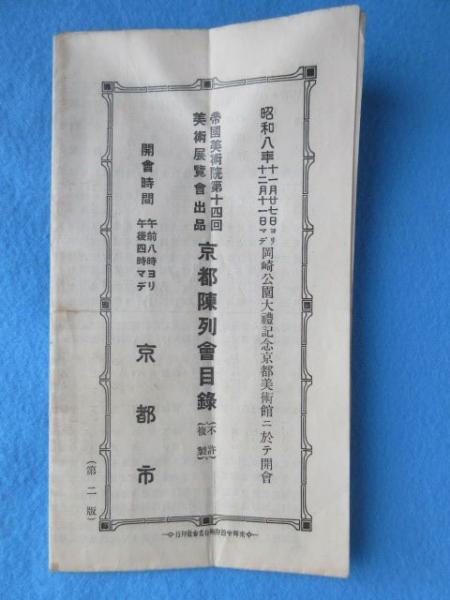 昭和八年十一月廿七日ヨリ十二月十一日マデ岡崎公園大禮記念京都美術館ニ於テ開會
帝國美術院第十四回
美術展覽會出品
京都陳列會目錄
(不許複製)
開會時間
午前八時ヨリ
午後四時マデ
京都市
(第二版)